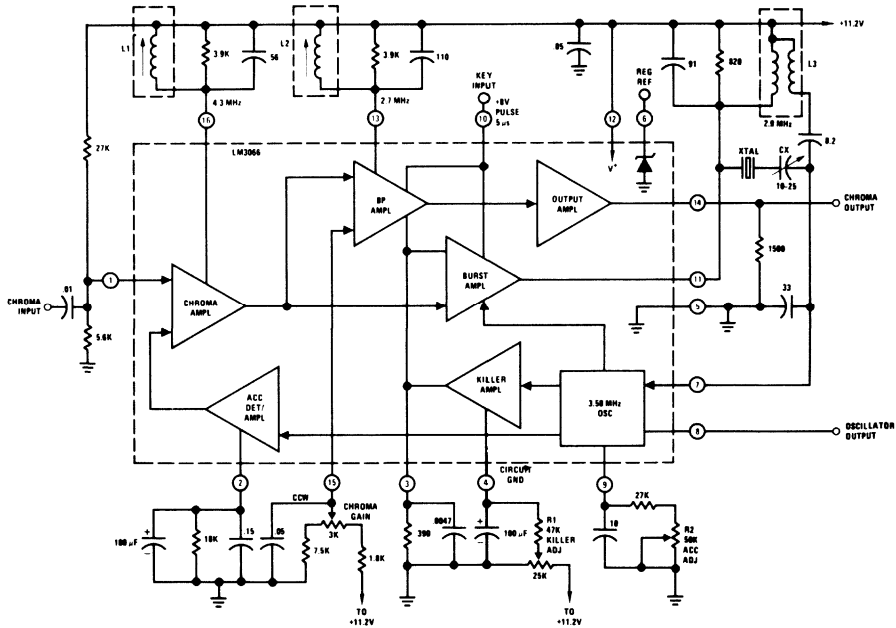 +11.2V
L1
3.9K
56
L2
3.9K
110
.05
91
820
L3
4.3 MHz
2.7 MHz
KEY
INPUT
+8V
PULSE
5 µs
REG
REF
2.9 MHz
8.2
16
13
10
12
6
27K
LM3066
V+
XTAL
CX
10-25
BP
AMPL
OUTPUT
AMPL
14
CHROMA
OUTPUT
1500
1
.01
CHROMA
INPUT
5.6K
CHROMA
AMPL
BURST
AMPL
11
5
33
ACC
DET/
AMPL
KILLER
AMPL
3.58 MHz
OSC
7
8
OSCILLATOR
OUTPUT
CIRCUIT
GND
2
15
3
4
9
CCW
CHROMA
GAIN
3K
100 µF
+
–
18K
.15
.05
7.5K
1.8K
390
.0047
+
–
100 µF
R1
47K
KILLER
ADJ
25K
27K
10
R2
50K
ACC
ADJ
TO
+11.2V
TO
+11.2V